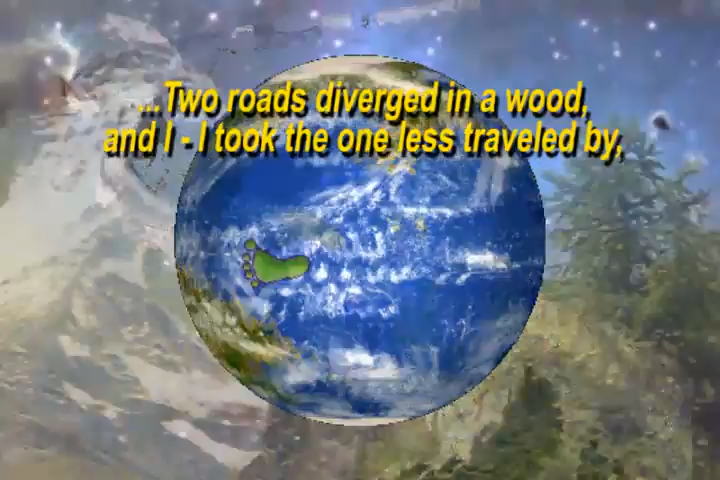 ...Two roads diverged in a wood,
and I - I took the one less traveled by,